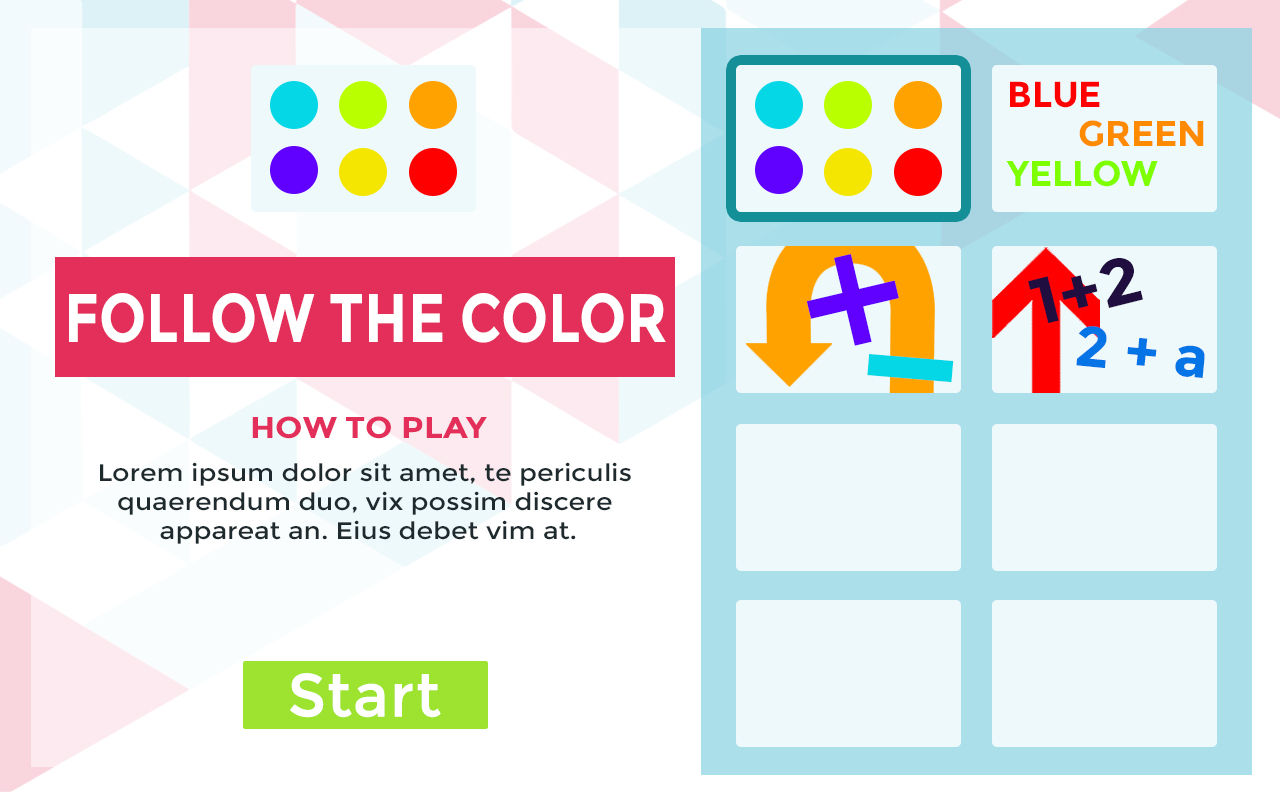 FOLLOW THE COLOR
HOW TO PLAY
Lorem ipsum dolor sit amet, te periculis
quaerendum duo, vix possim discere
appareat an. Eius debet vim at.
Start
BLUE
GREEN
YELLOW
+
−
1+2
2 + a